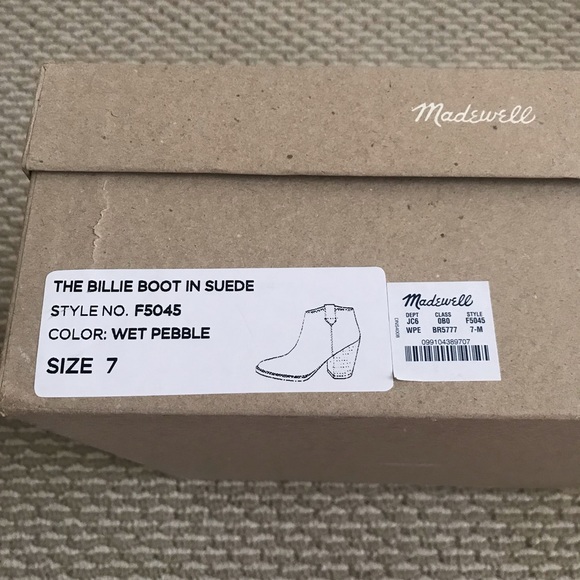 Madewell
THE BILLIE BOOT IN SUEDE
STYLE NO. F5045
COLOR: WET PEBBLE
SIZE 7
Madewell
DEPT CLASS STYLE
JC6 0B0 F5045
WPE BR5777 7-M
099104389707